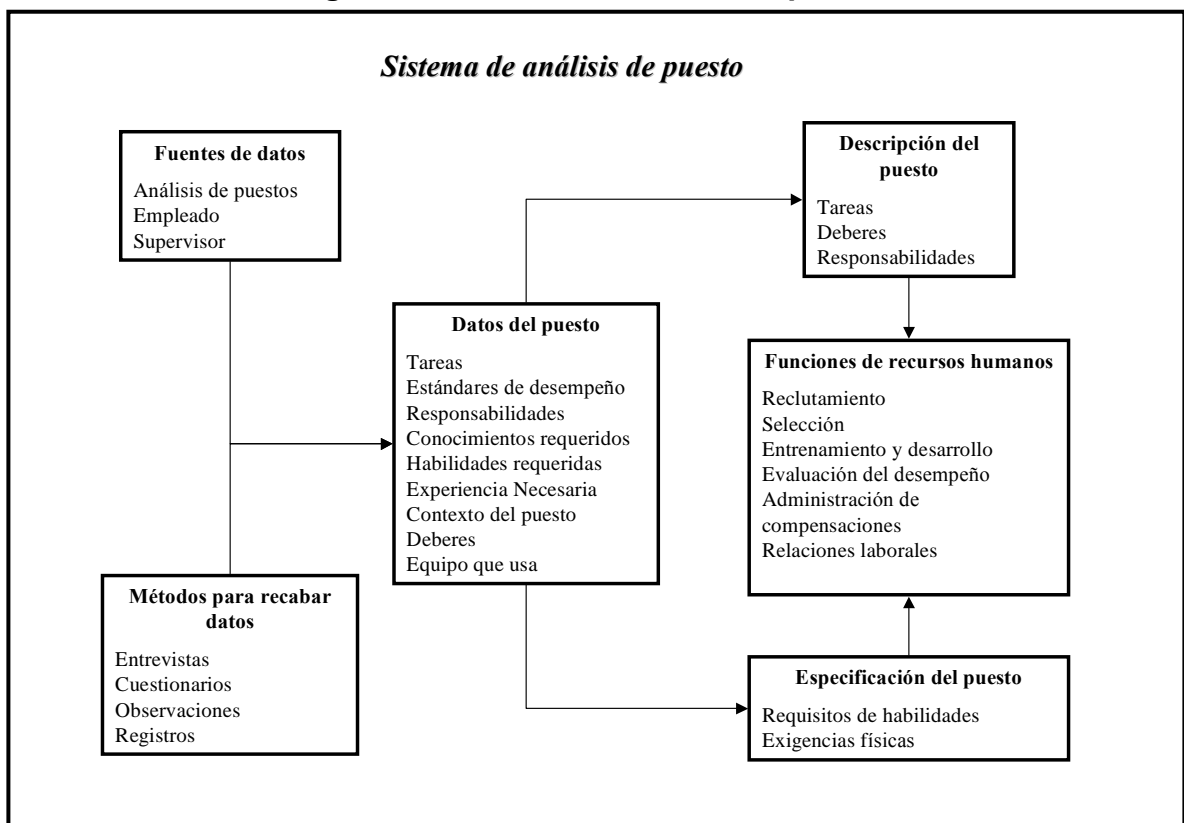 Sistema de análisis de puesto
Fuentes de datos
Análisis de puestos
Empleado
Supervisor
Métodos para recabar
datos
Entrevistas
Cuestionarios
Observaciones
Registros
Datos del puesto
Tareas
Estándares de desempeño
Responsabilidades
Conocimientos requeridos
Habilidades requeridas
Experiencia Necesaria
Contexto del puesto
Deberes
Equipo que usa
Descripción del
puesto
Tareas
Deberes
Responsabilidades
Funciones de recursos humanos
Reclutamiento
Selección
Entrenamiento y desarrollo
Evaluación del desempeño
Administración de
compensaciones
Relaciones laborales
Especificación del puesto
Requisitos de habilidades
Exigencias físicas